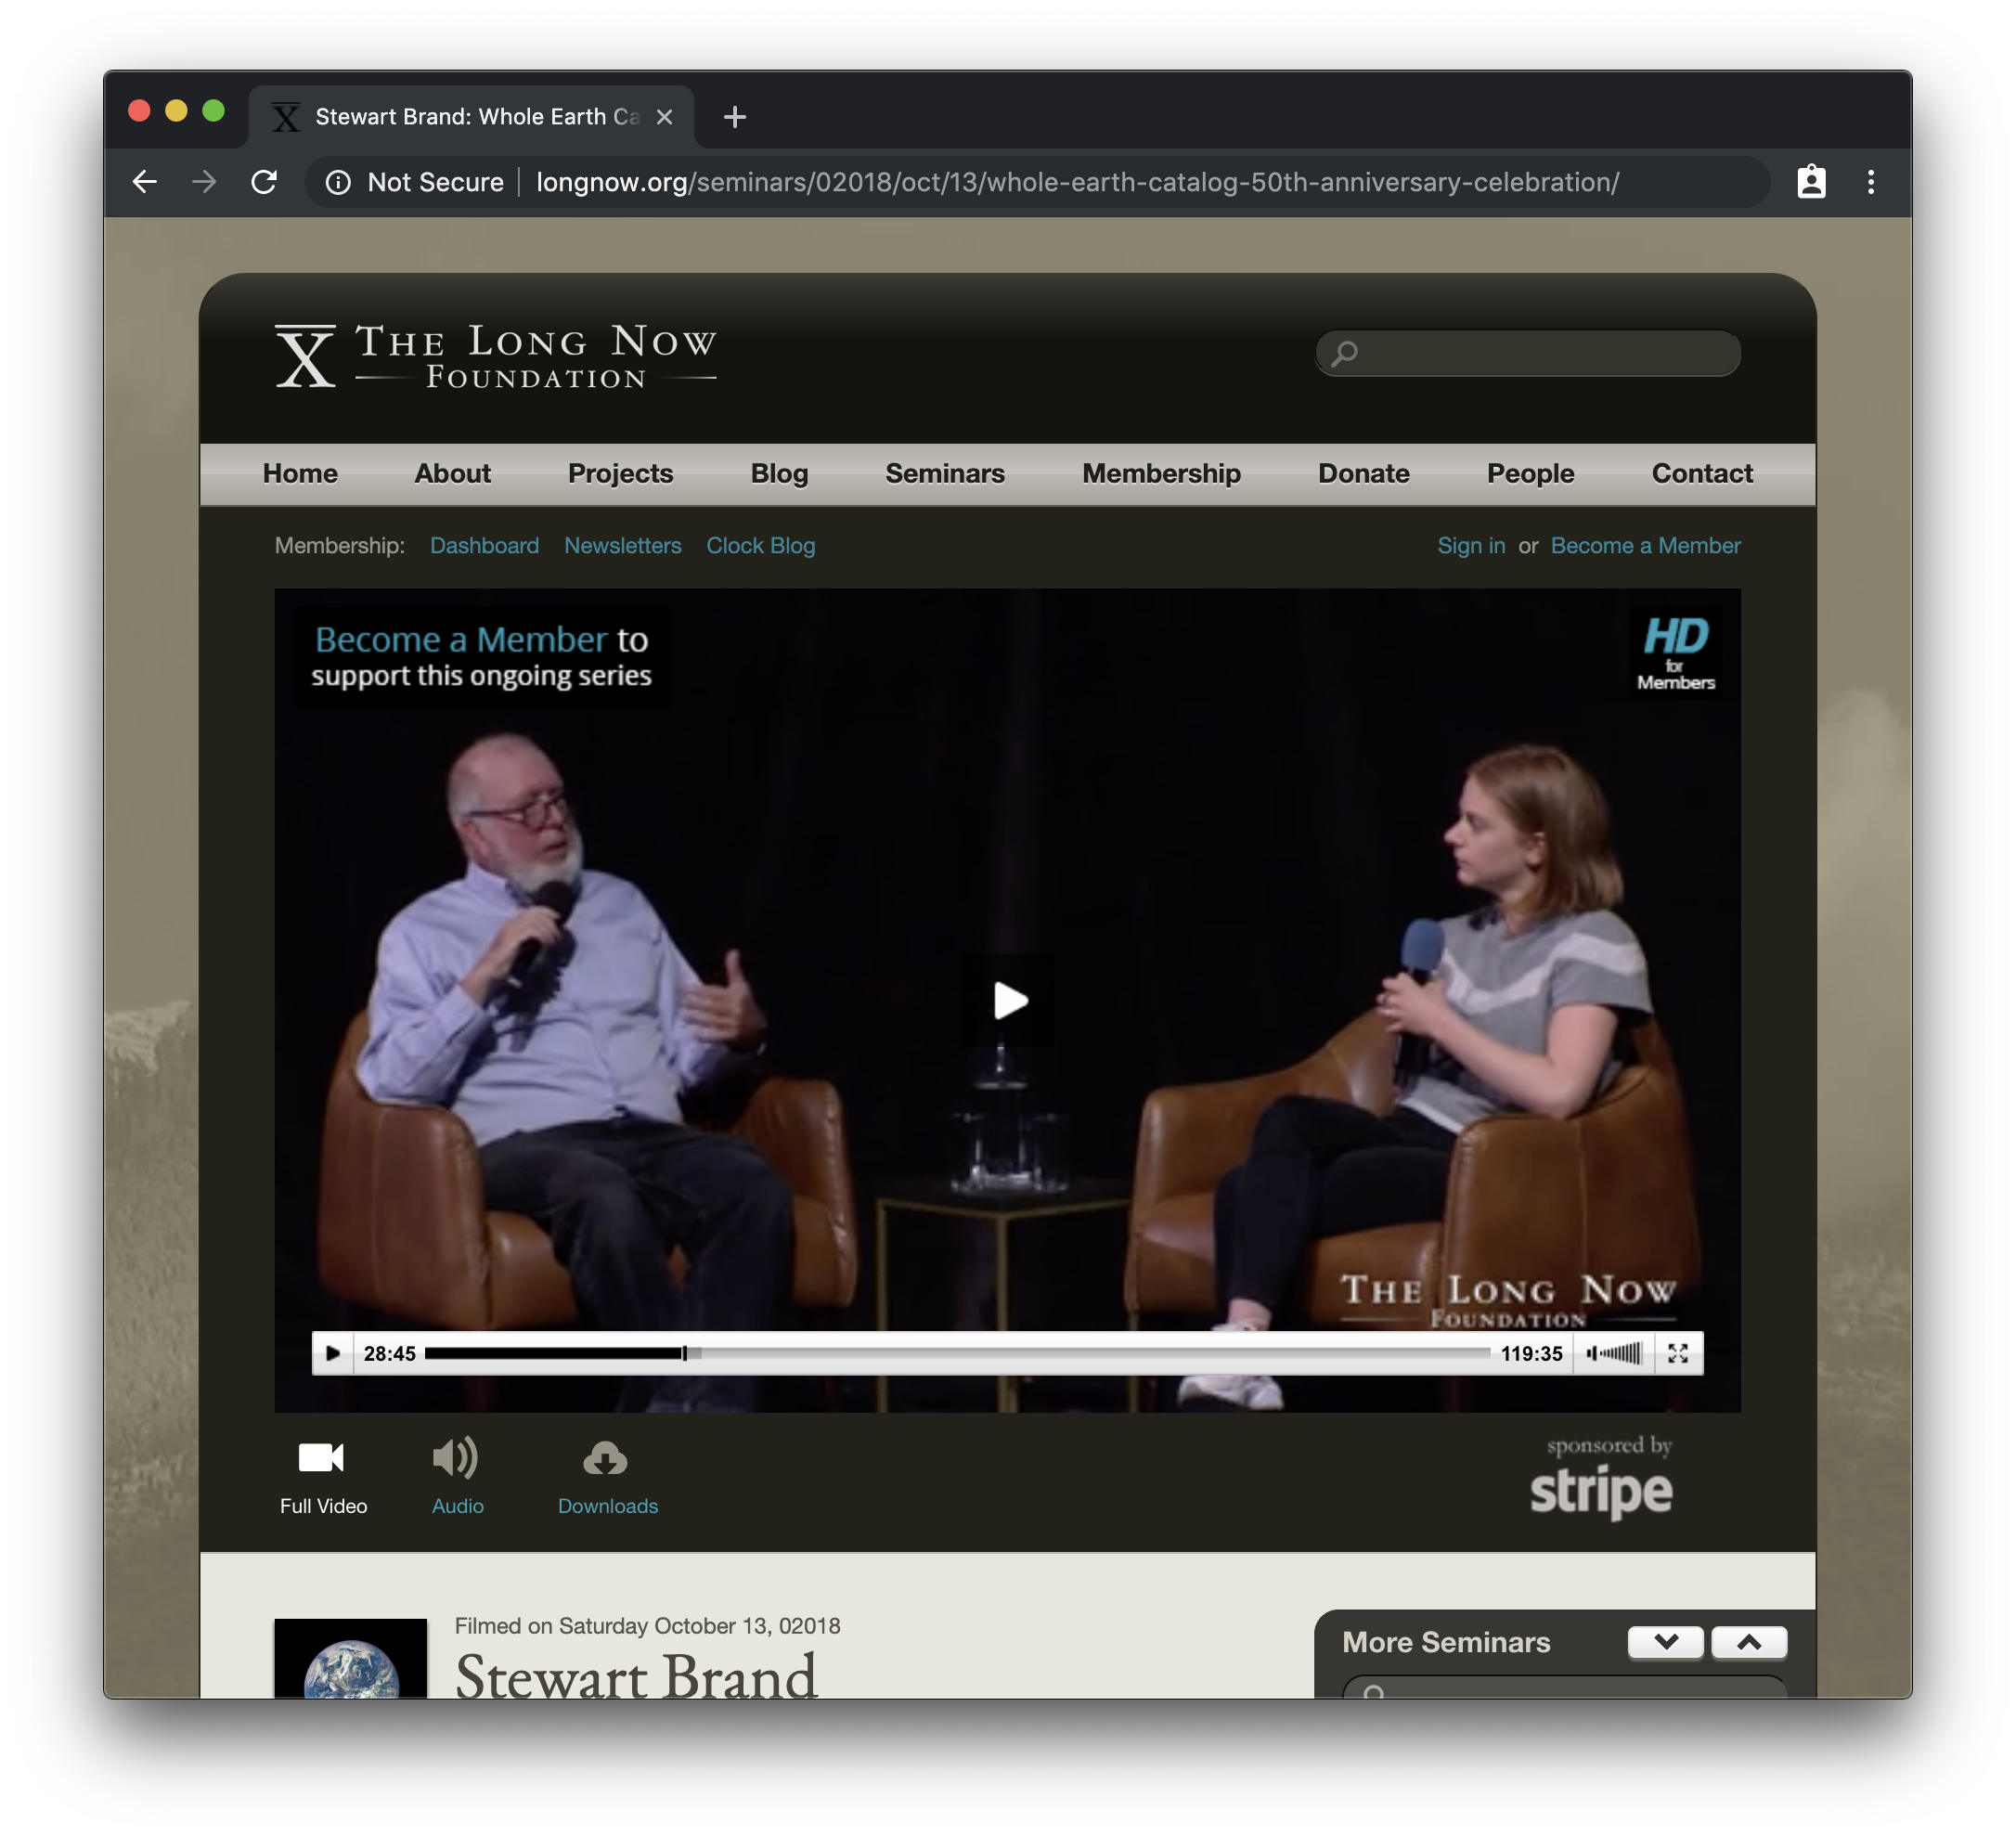 Stewart Brand: Whole Earth Ca
Not Secure longnow.org/seminars/02018/oct/13/whole-earth-catalog-50th-anniversary-celebration/
X
THE LONG NOW
FOUNDATION
Home About Projects Blog Seminars Membership Donate People Contact
Membership: Dashboard Newsletters Clock Blog Sign in or Become a Member
Become a Member to
support this ongoing series
HD
for
Members
THE LONG NOW
FOUNDATION
28:45 119:35
Full Video Audio Downloads
sponsored by
stripe
Filmed on Saturday October 13, 02018
Stewart Brand
More Seminars